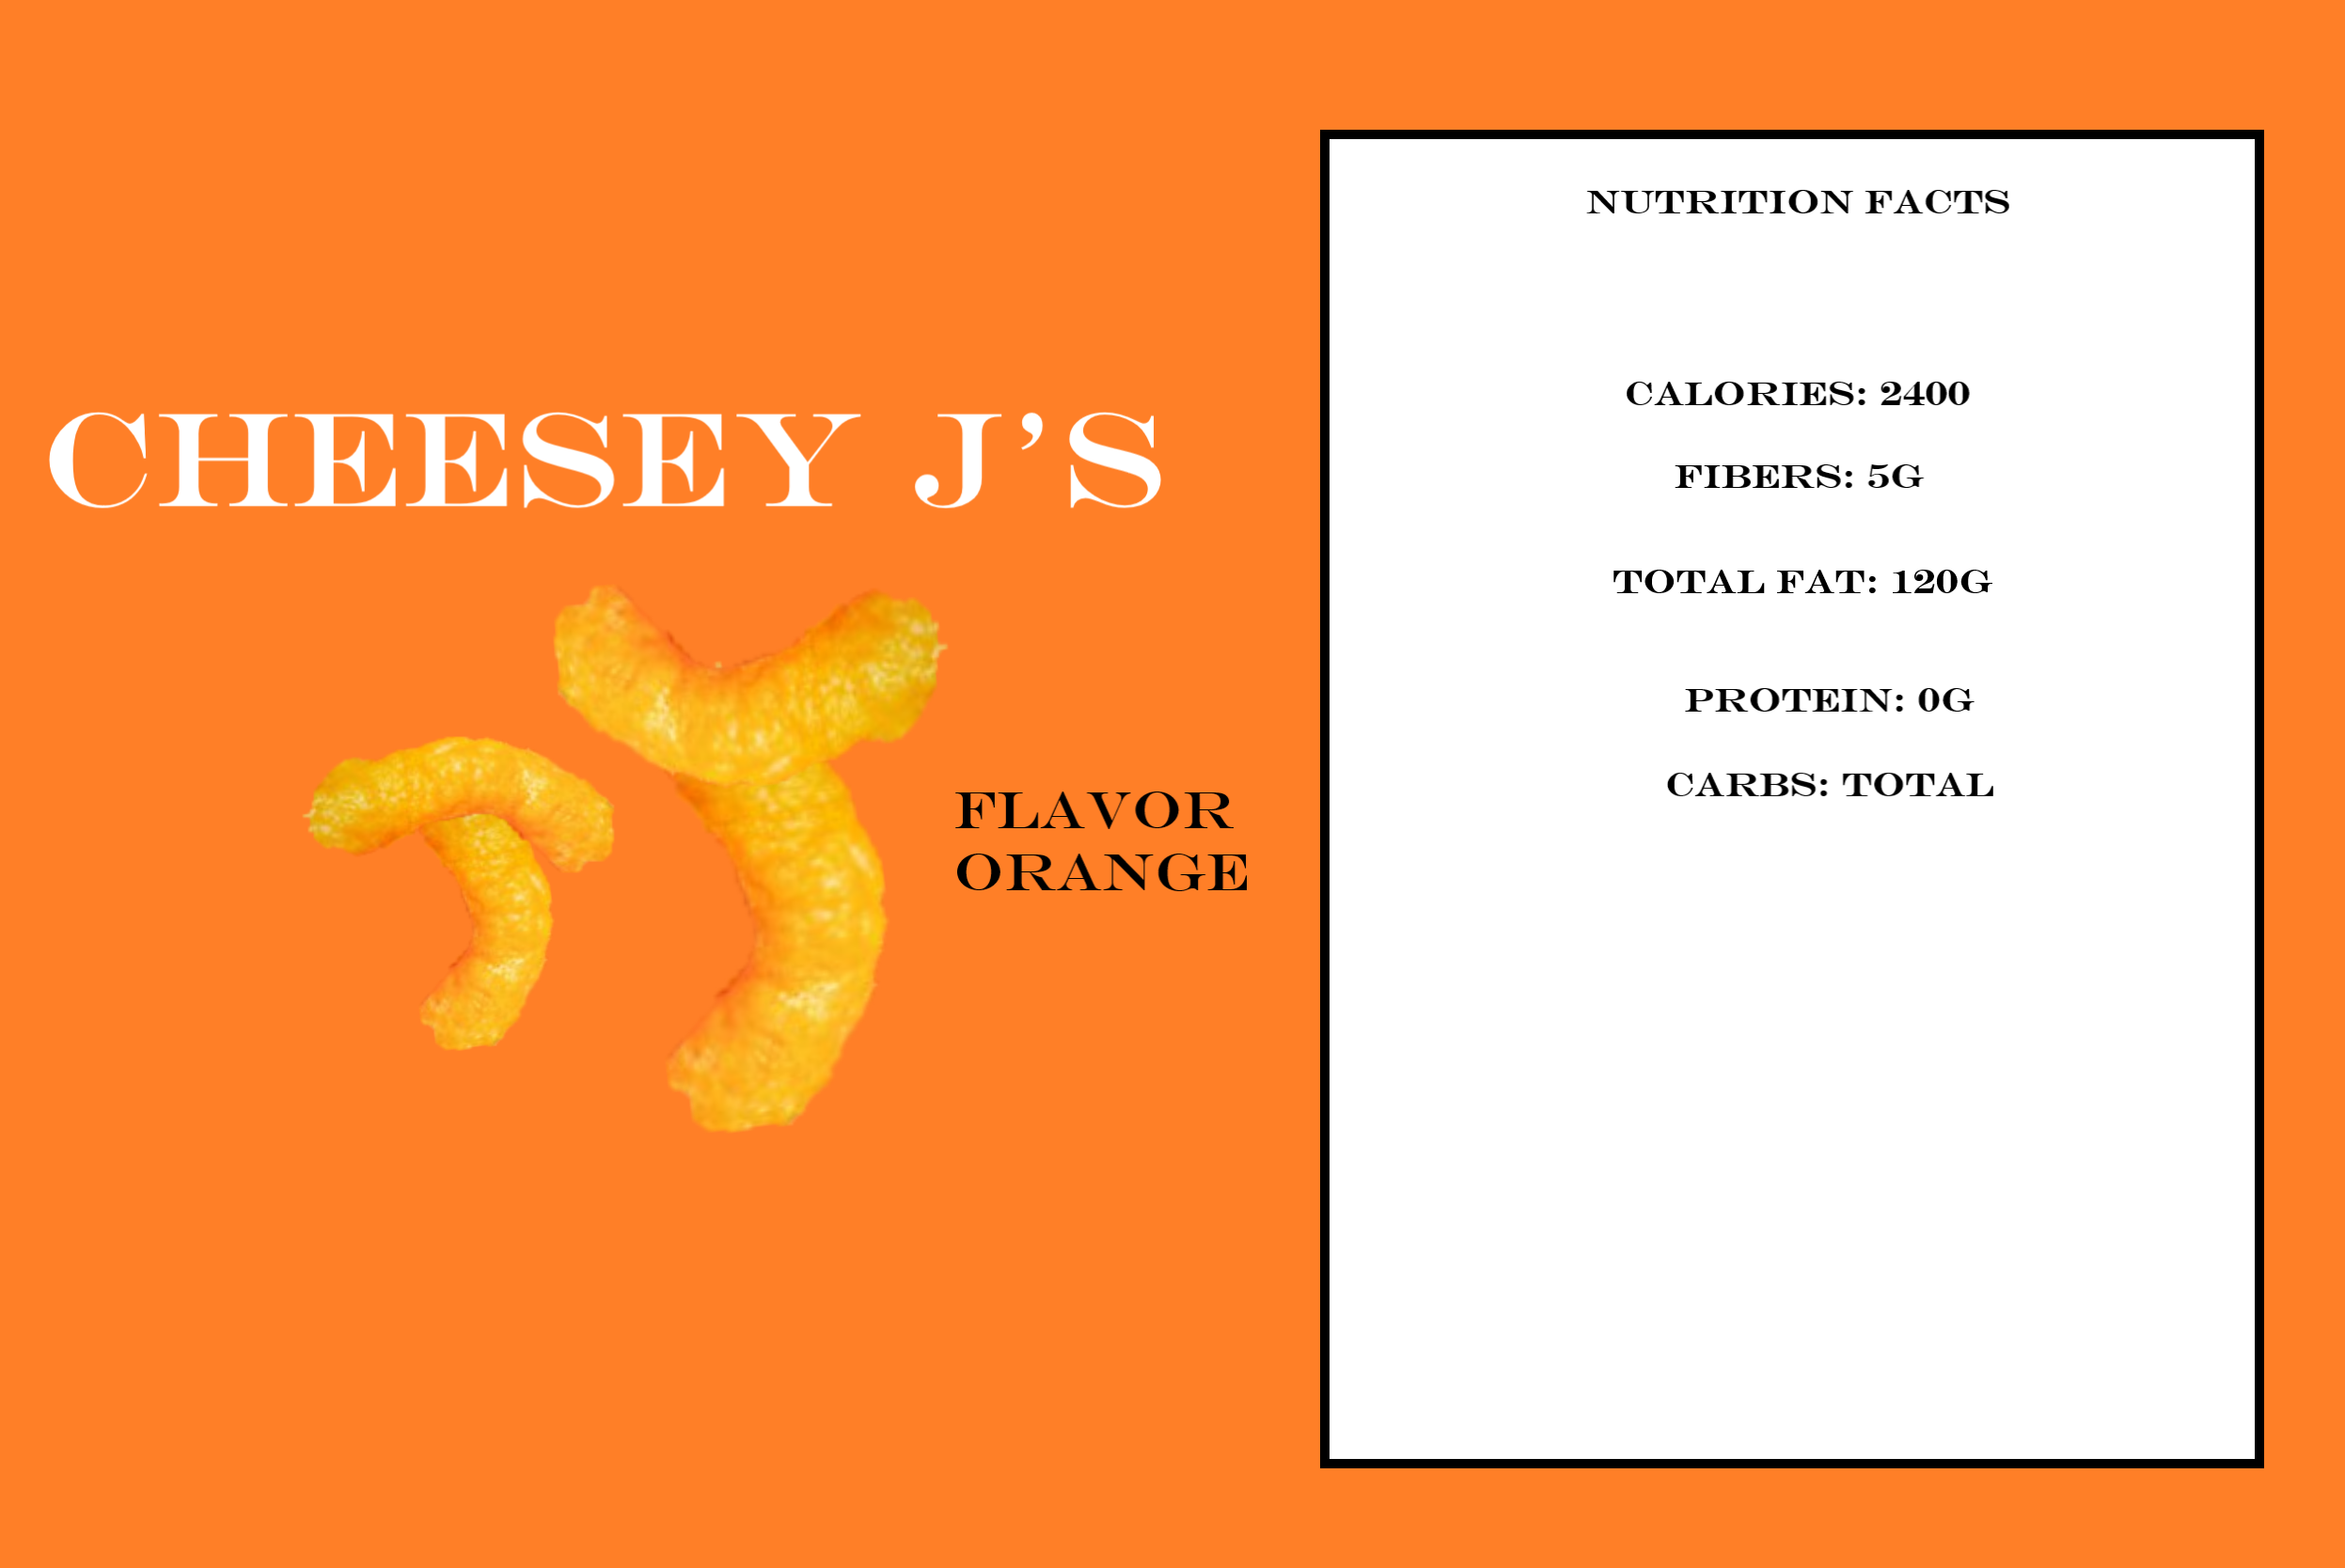 CHEESEY J’S
FLAVOR
ORANGE
NUTRITION FACTS
CALORIES: 2400
FIBERS: 5G
TOTAL FAT: 120G
PROTEIN: 0G
CARBS: TOTAL